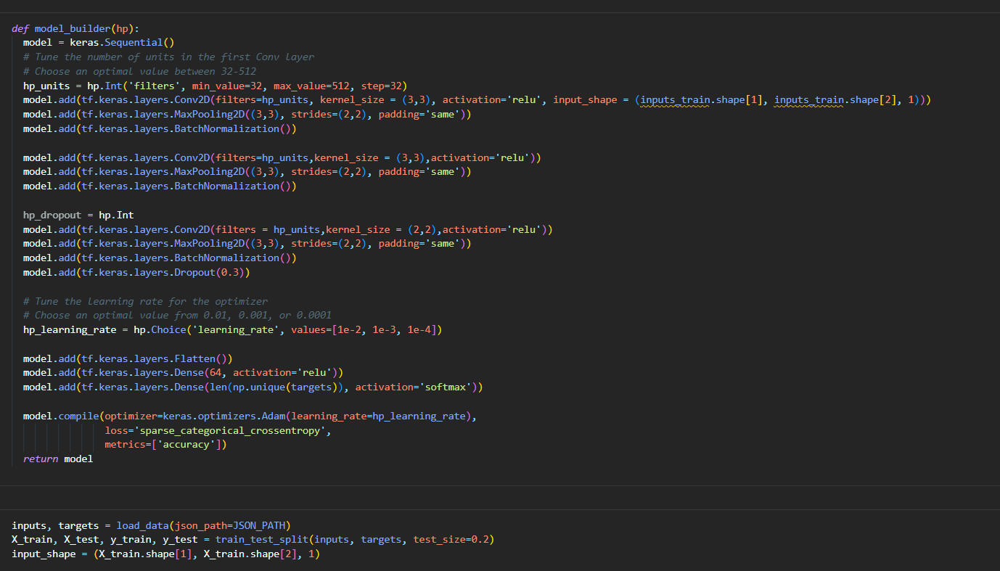 def model_builder(hp):
model = keras.Sequential()
# Tune the number of units in the first Conv layer
# Choose an optimal value between 32-512
hp_units = hp.Int('filters', min_value=32, max_value=512, step=32)
model.add(tf.keras.layers.Conv2D(filters=hp_units, kernel_size = (3,3), activation='relu', input_shape = (inputs_train.shape[1], inputs_train.shape[2], 1)))
model.add(tf.keras.layers.MaxPooling2D((3,3), strides=(2,2), padding='same'))
model.add(tf.keras.layers.BatchNormalization())
model.add(tf.keras.layers.Conv2D(filters=hp_units,kernel_size = (3,3),activation='relu'))
model.add(tf.keras.layers.MaxPooling2D((3,3), strides=(2,2), padding='same'))
model.add(tf.keras.layers.BatchNormalization())
hp_dropout = hp.Int
model.add(tf.keras.layers.Conv2D(filters = hp_units,kernel_size = (2,2),activation='relu'))
model.add(tf.keras.layers.MaxPooling2D((3,3), strides=(2,2), padding='same'))
model.add(tf.keras.layers.BatchNormalization())
model.add(tf.keras.layers.Dropout(0.3))
# Tune the learning rate for the optimizer
# Choose an optimal value from 0.01, 0.001, or 0.0001
hp_learning_rate = hp.Choice('learning_rate', values=[1e-2, 1e-3, 1e-4])
model.add(tf.keras.layers.Flatten())
model.add(tf.keras.layers.Dense(64, activation='relu'))
model.add(tf.keras.layers.Dense(len(np.unique(targets)), activation='softmax'))
model.compile(optimizer=keras.optimizers.Adam(learning_rate=hp_learning_rate),
loss='sparse_categorical_crossentropy',
metrics=['accuracy'])
return model
inputs, targets = load_data(json_path=JSON_PATH)
X_train, X_test, y_train, y_test = train_test_split(inputs, targets, test_size=0.2)
input_shape = (X_train.shape[1], X_train.shape[2], 1)